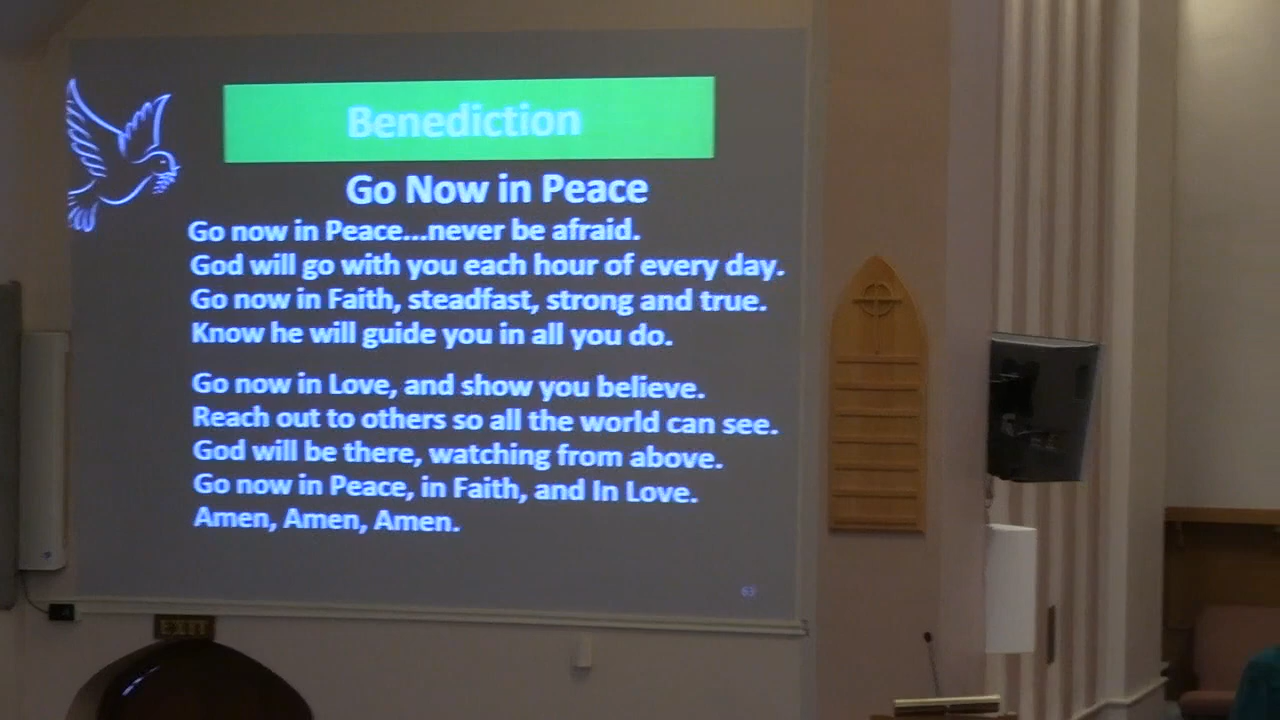 Benediction
Go Now in Peace
Go now in Peace...never be afraid.
God will go with you each hour of every day.
Go now in Faith, steadfast, strong and true.
Know he will guide you in all you do.
Go now in Love, and show you believe.
Reach out to others so all the world can see.
God will be there, watching from above.
Go now in Peace, in Faith, and In Love.
Amen, Amen, Amen.
63
EXIT